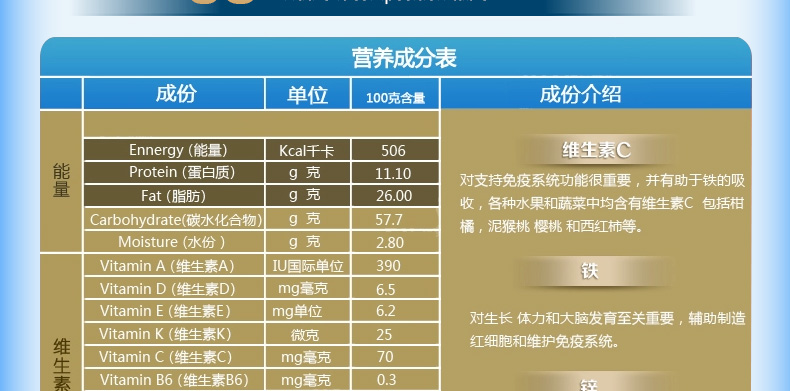 营养成分表
成份 单位 100克含量 成份介绍
能量
Ennergy (能量) Kcal千卡 506
Protein (蛋白质) g 克 11.10
Fat (脂肪) g 克 26.00
Carbohydrate(碳水化合物) g 克 57.7
Moisture (水份 ) g 克 2.80
维生素
Vitamin A (维生素A) IU国际单位 390
Vitamin D (维生素D) mg毫克 6.5
Vitamin E (维生素E) mg单位 6.2
Vitamin K (维生素K) 微克 25
Vitamin C (维生素C) mg毫克 70
Vitamin B6 (维生素B6) mg毫克 0.3
维生素C
对支持免疫系统功能很重要，并有助于铁的吸
收，各种水果和蔬菜中均含有维生素C 包括柑
橘，泥猴桃 樱桃 和西红柿等。
铁
对生长 体力和大脑发育至关重要，辅助制造
红细胞和维护免疫系统。
锌